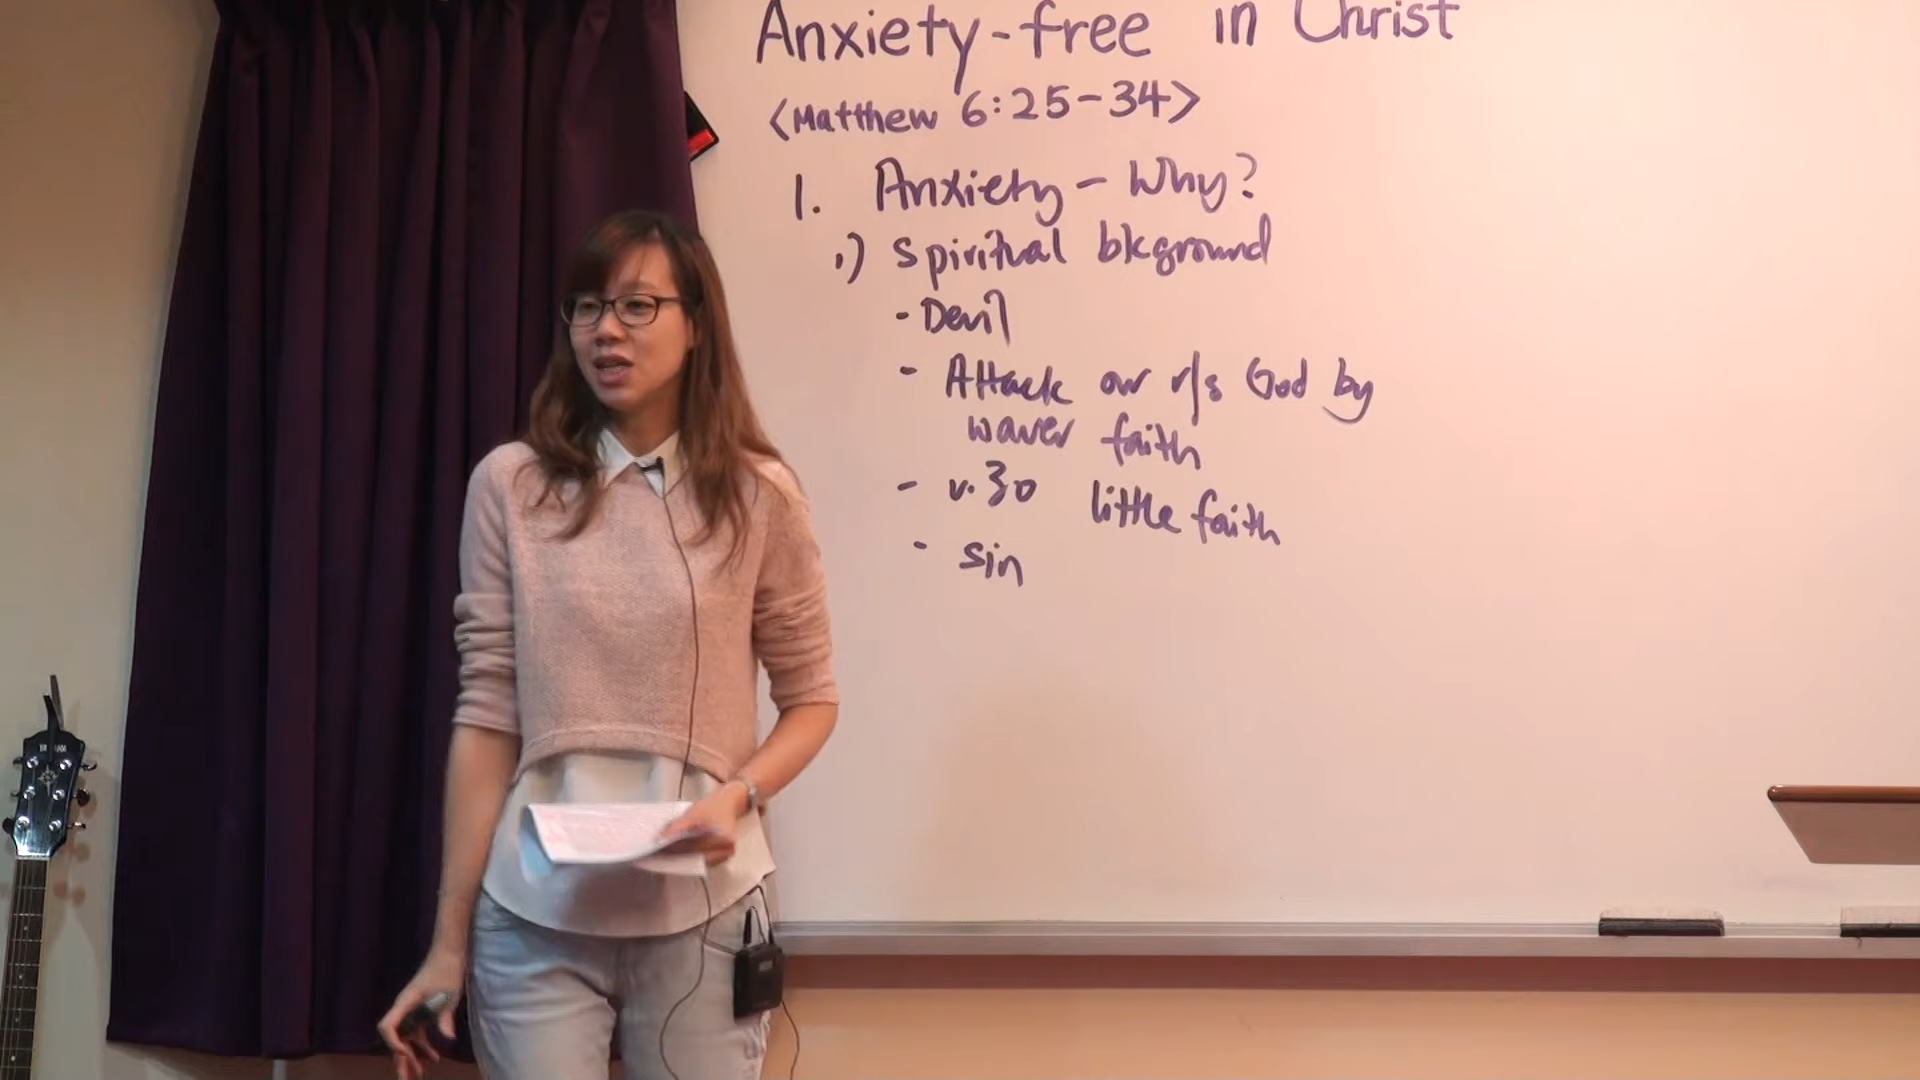 Anxiety-free in Christ
<Matthew 6:25-34>
1. Anxiety - Why?
1) Spiritual bkground
- Devil
- Attack our r/s God by
waver faith
- v.30 little faith
- sin